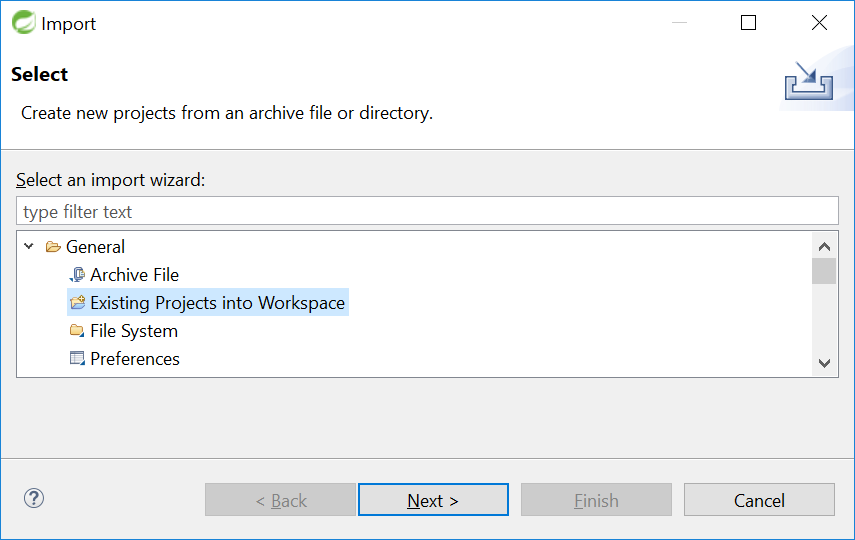 Import
Select
Create new projects from an archive file or directory.
Select an import wizard:
type filter text
General
Archive File
Existing Projects into Workspace
File System
Preferences
? < Back Next > Finish Cancel